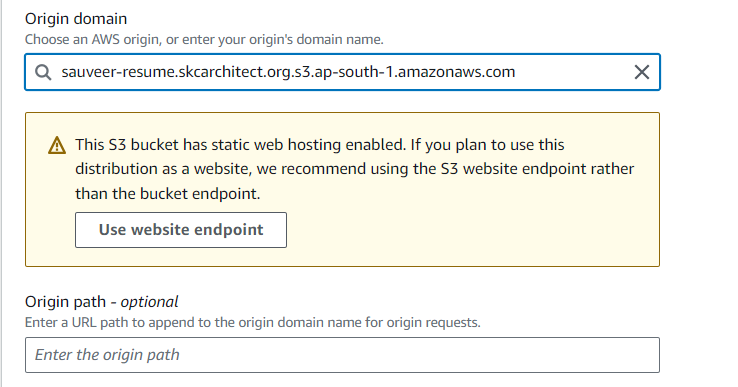 Origin domain
Choose an AWS origin, or enter your origin's domain name.
sauveer-resume.skcarchitect.org.s3.ap-south-1.amazonaws.com
This S3 bucket has static web hosting enabled. If you plan to use this
distribution as a website, we recommend using the S3 website endpoint rather
than the bucket endpoint.
Use website endpoint
Origin path - optional
Enter a URL path to append to the origin domain name for origin requests.
Enter the origin path